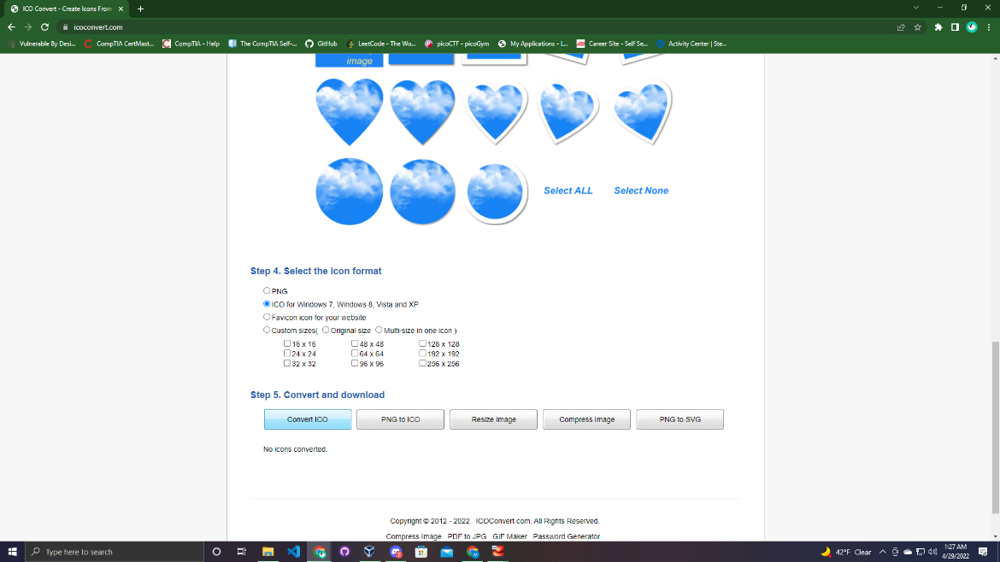 ICO Convert - Create Icons From
icoconvert.com
Vulnerable By Desi...
CompTIA CertMast...
CompTIA - Help
The CompTIA Self-...
GitHub
LeetCode - The Wo...
picoCTF - picoGym
My Applications - L...
Career Site - Self Se...
Activity Center | Ste...
image
Select ALL
Select None
Step 4. Select the icon format
PNG
ICO for Windows 7, Windows 8, Vista and XP
Favicon icon for your website
Custom sizes( Original size Multi-size in one icon )
16 x 16 48 x 48 128 x 128
24 x 24 64 x 64 192 x 192
32 x 32 96 x 96 256 x 256
Step 5. Convert and download
Convert ICO
PNG to ICO
Resize Image
Compress Image
PNG to SVG
No icons converted.
Copyright © 2012 - 2022 ICOConvert.com, All Rights Reserved.
Compress Image PDF to JPG GIF Maker Password Generator
Type here to search
42°F Clear
1:27 AM
4/29/2022